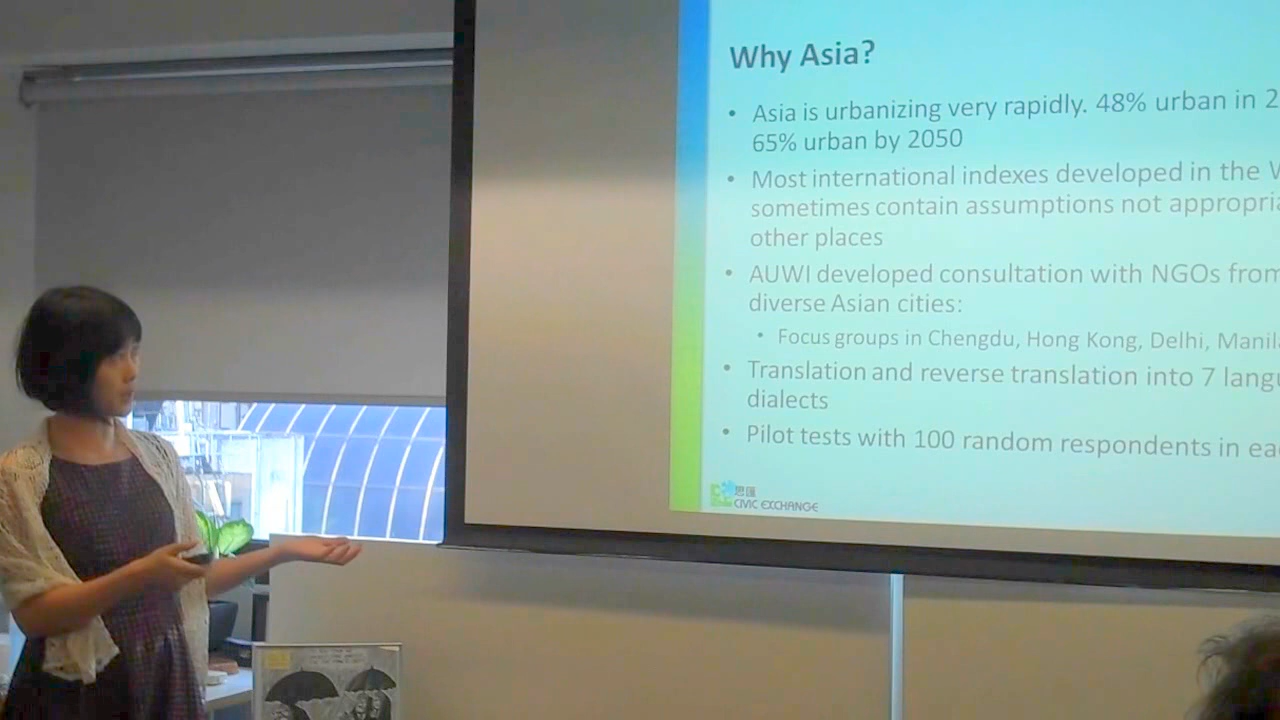 Why Asia?
• Asia is urbanizing very rapidly. 48% urban in 2
65% urban by 2050
• Most international indexes developed in the W
sometimes contain assumptions not appropria
other places
• AUWI developed consultation with NGOs from
diverse Asian cities:
• Focus groups in Chengdu, Hong Kong, Delhi, Manila
• Translation and reverse translation into 7 langu
dialects
• Pilot tests with 100 random respondents in ea
思匯
CIVIC EXCHANGE